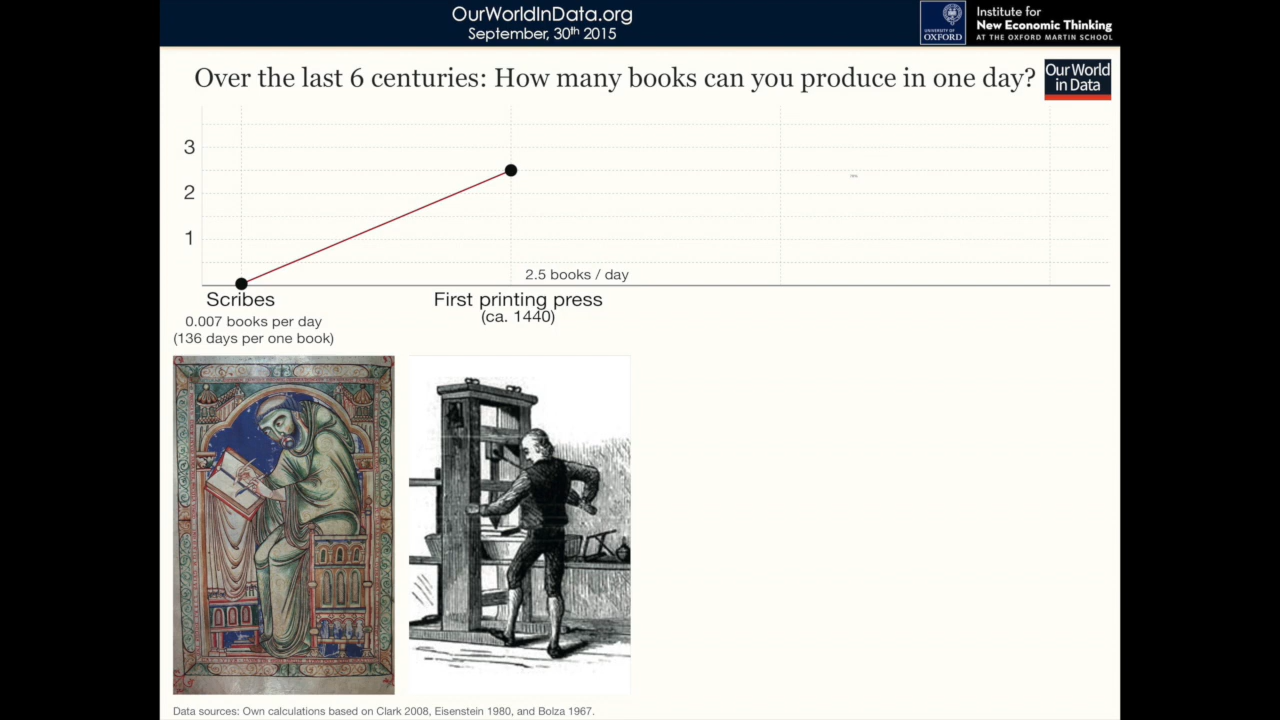 OurWorldInData.org
September, 30th 2015
UNIVERSITY OF
OXFORD
Institute for
New Economic Thinking
AT THE OXFORD MARTIN SCHOOL
Over the last 6 centuries: How many books can you produce in one day?
Our World
in Data
3
2
1
2.5 books / day
Scribes
0.007 books per day
(136 days per one book)
First printing press
(ca. 1440)
Data sources: Own calculations based on Clark 2008, Eisenstein 1980, and Bolza 1967.